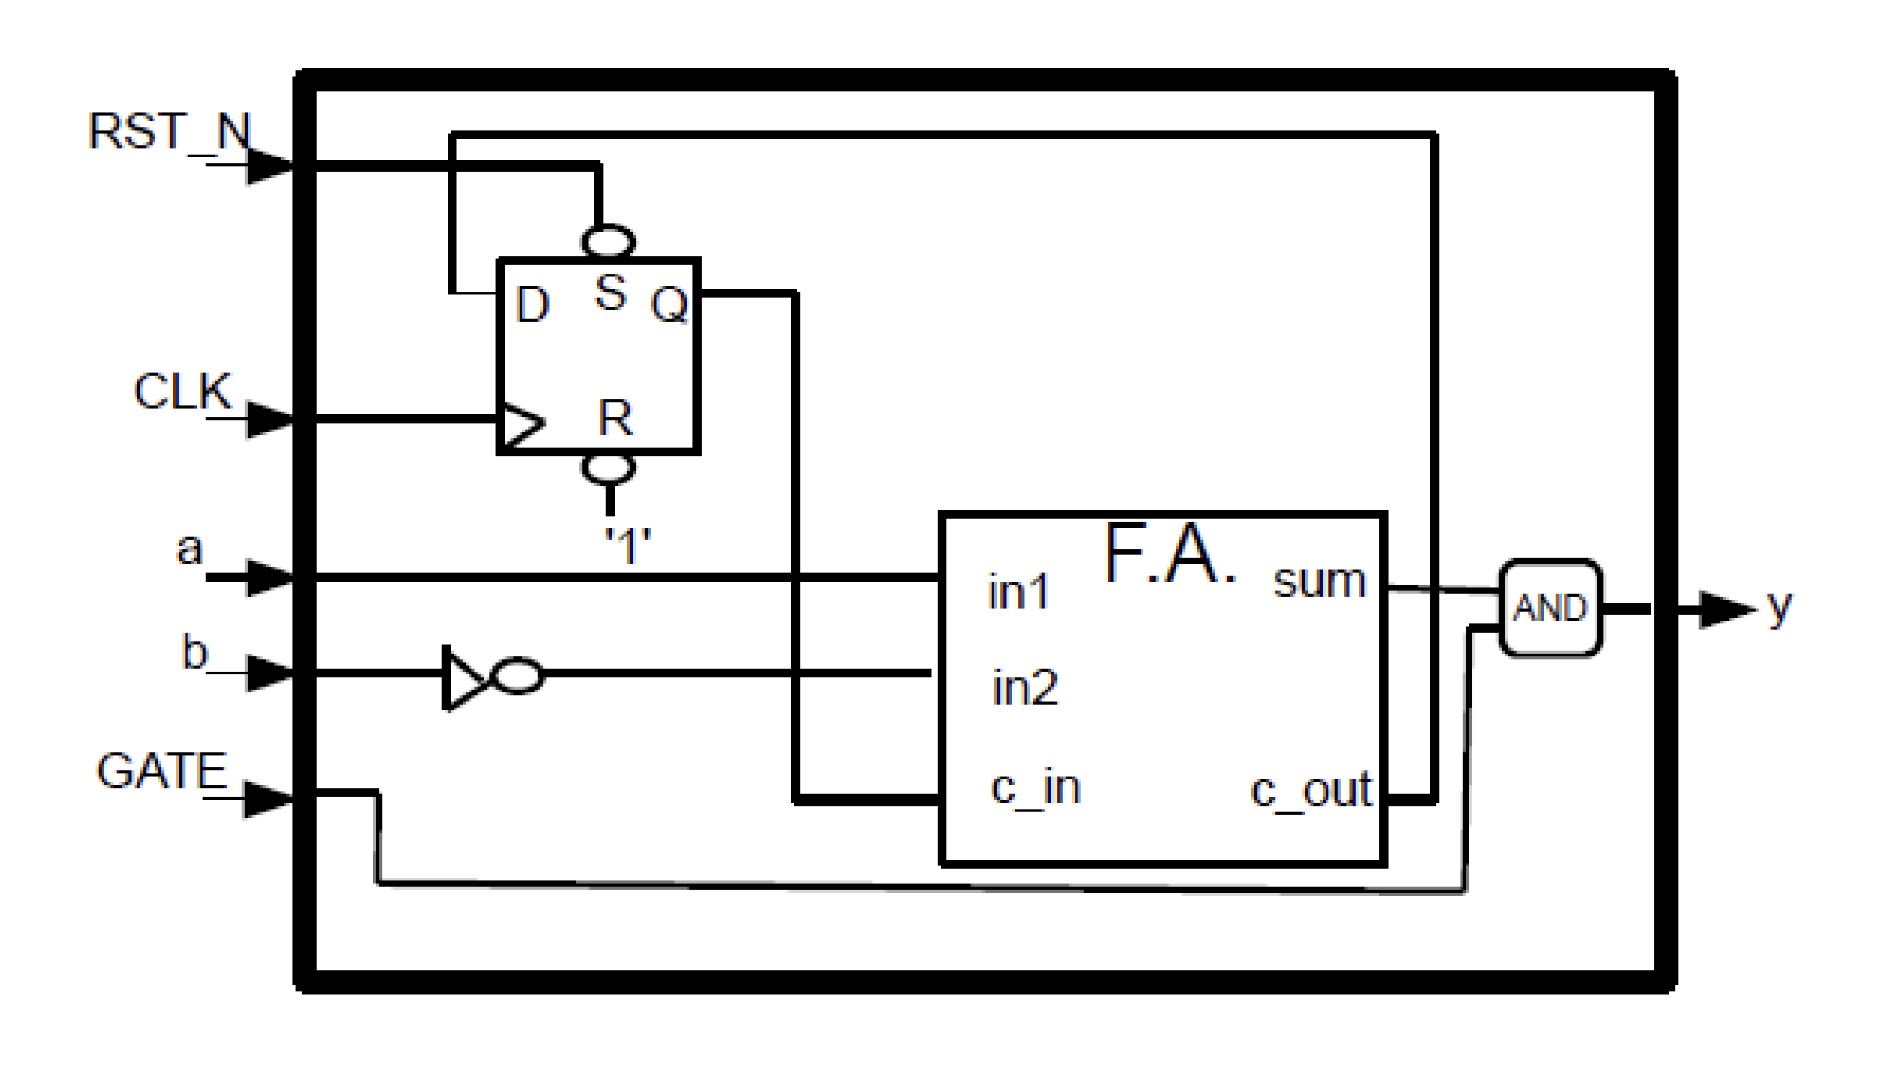 RST_N
D S Q
CLK
R
'1'
a
F.A.
in1
sum
AND
y
b
in2
GATE
c_in
c_out